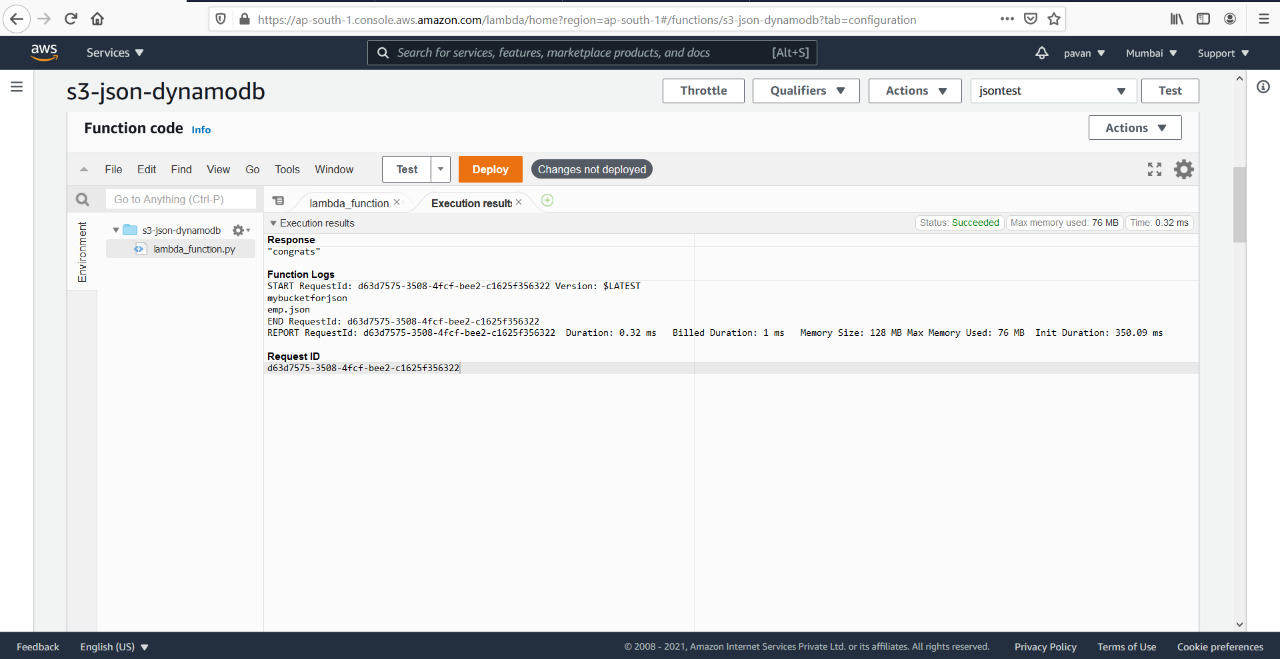 https://ap-south-1.console.aws.amazon.com/lambda/home?region=ap-south-1#/functions/s3-json-dynamodb?tab=configuration
aws Services Search for services, features, marketplace products, and docs [Alt+S] pavan Mumbai Support
s3-json-dynamodb Throttle Qualifiers Actions jsontest Test
Function code Info Actions
File Edit Find View Go Tools Window Test Deploy Changes not deployed
Go to Anything (Ctrl-P) lambda_function Execution results
Environment
s3-json-dynamodb
lambda_function.py
Execution results Status: Succeeded Max memory used: 76 MB Time: 0.32 ms
Response
"congrats"
Function Logs
START RequestId: d63d7575-3508-4fcf-bee2-c1625f356322 Version: $LATEST
mybucketforjson
emp.json
END RequestId: d63d7575-3508-4fcf-bee2-c1625f356322
REPORT RequestId: d63d7575-3508-4fcf-bee2-c1625f356322 Duration: 0.32 ms Billed Duration: 1 ms Memory Size: 128 MB Max Memory Used: 76 MB Init Duration: 350.09 ms
Request ID
d63d7575-3508-4fcf-bee2-c1625f356322
Feedback English (US) © 2008 - 2021, Amazon Internet Services Private Ltd. or its affiliates. All rights reserved. Privacy Policy Terms of Use Cookie preferences